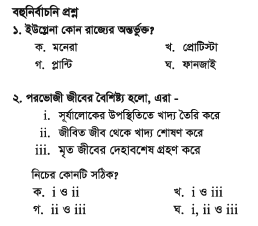 বহুনির্বাচনি প্রশ্ন
১. ইউগ্লেনা কোন রাজ্যের অন্তর্ভুক্ত?
ক. মনেরা খ. প্রোটিস্টা
গ. প্লান্টি ঘ. ফানজাই
২. পরভোজী জীবের বৈশিষ্ট্য হলো, এরা -
i. সূর্যালোকের উপস্থিতিতে খাদ্য তৈরি করে
ii. জীবিত জীব থেকে খাদ্য শোষণ করে
iii. মৃত জীবের দেহাবশেষ গ্রহণ করে
নিচের কোনটি সঠিক?
ক. i ও ii খ. i ও iii
গ. ii ও iii ঘ. i, ii ও iii